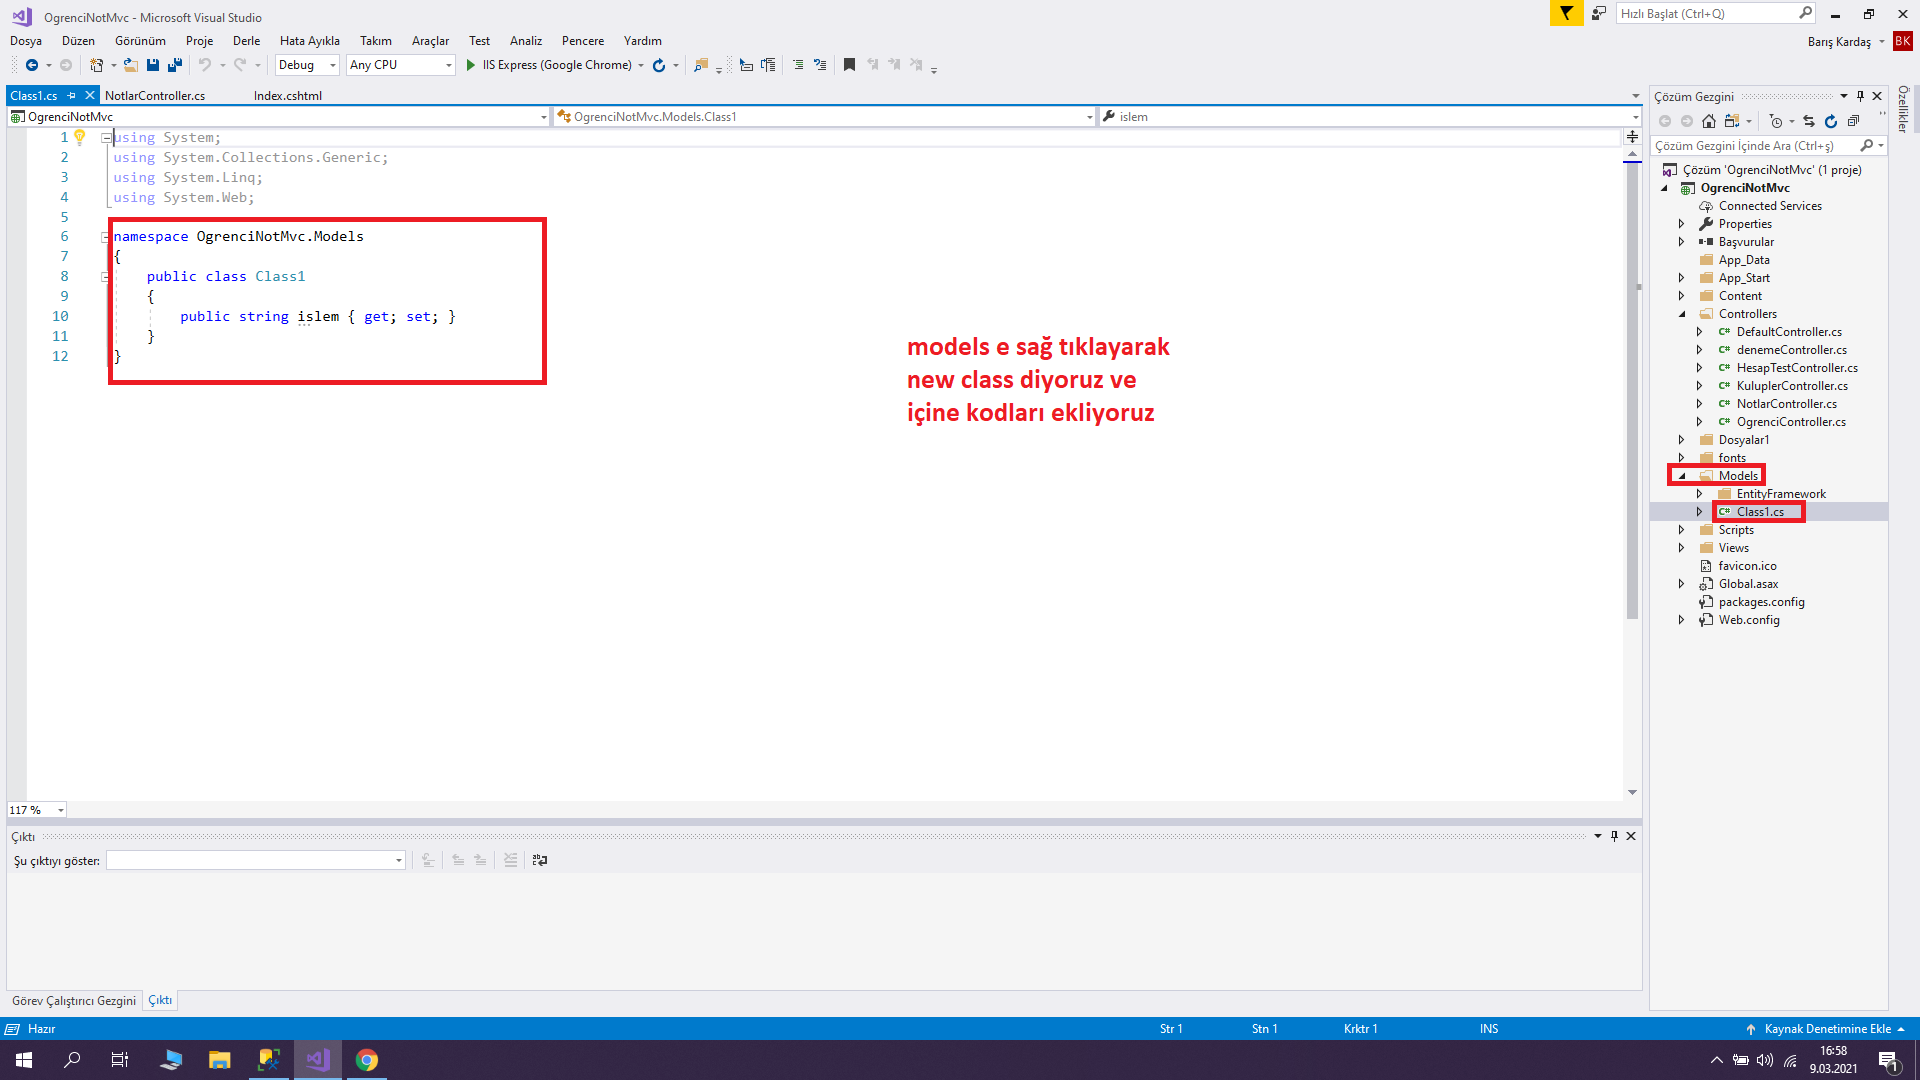 OgrenciNotMvc - Microsoft Visual Studio
Hızlı Başlat (Ctrl+Q)
Dosya Düzen Görünüm Proje Derle Hata Ayıkla Takım Araçlar Test Analiz Pencere Yardım
Barış Kardaş BK
Debug Any CPU IIS Express (Google Chrome)
Class1.cs NotlarController.cs Index.cshtml
OgrenciNotMvc OgrenciNotMvc.Models.Class1 islem
1 using System;
2 using System.Collections.Generic;
3 using System.Linq;
4 using System.Web;
5
6 namespace OgrenciNotMvc.Models
7 {
8 public class Class1
9 {
10 public string islem { get; set; }
11 }
12 }
models e sağ tıklayarak
new class diyoruz ve
içine kodları ekliyoruz
117 %
Çıktı
Şu çıktıyı göster:
Görev Çalıştırıcı Gezgini Çıktı
Çözüm Gezgini
Çözüm Gezgini İçinde Ara (Ctrl+ş)
Çözüm 'OgrenciNotMvc' (1 proje)
OgrenciNotMvc
Connected Services
Properties
Başvurular
App_Data
App_Start
Content
Controllers
C# DefaultController.cs
C# denemeController.cs
C# HesapTestController.cs
C# KuluplerController.cs
C# NotlarController.cs
C# OgrenciController.cs
Dosyalar1
fonts
Models
EntityFramework
C# Class1.cs
Scripts
Views
favicon.ico
Global.asax
packages.config
Web.config
Özellikler
Hazır Str 1 Stn 1 Krktr 1 INS Kaynak Denetimine Ekle
16:58
9.03.2021
1